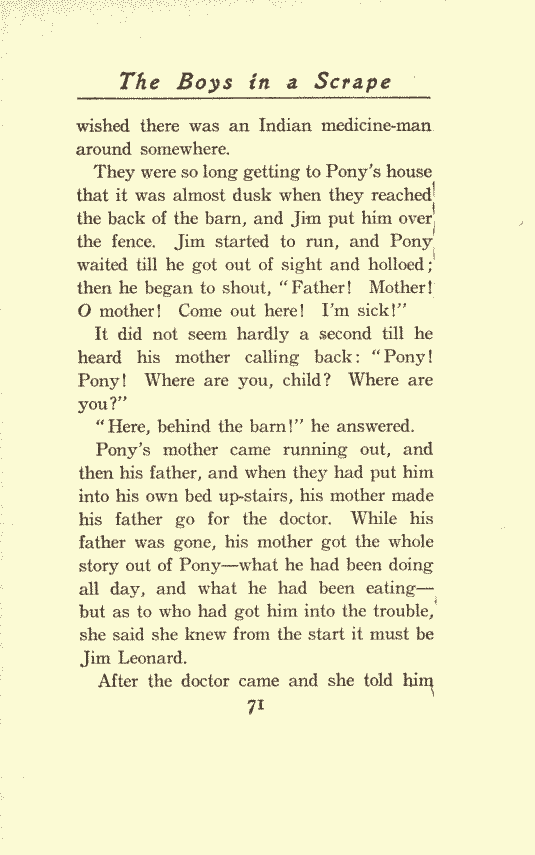 The Boys in a Scrape
wished there was an Indian medicine-man
around somewhere.
They were so long getting to Pony's house
that it was almost dusk when they reached
the back of the barn, and Jim put him over
the fence. Jim started to run, and Pony
waited till he got out of sight and holloed;
then he began to shout, "Father! Mother!
O mother! Come out here! I'm sick!"
It did not seem hardly a second till he
heard his mother calling back: "Pony!
Pony! Where are you, child? Where are
you?"
"Here, behind the barn!" he answered.
Pony's mother came running out, and
then his father, and when they had put him
into his own bed up-stairs, his mother made
his father go for the doctor. While his
father was gone, his mother got the whole
story out of Pony—what he had been doing
all day, and what he had been eating—
but as to who had got him into the trouble,
she said she knew from the start it must be
Jim Leonard.
After the doctor came and she told him
71